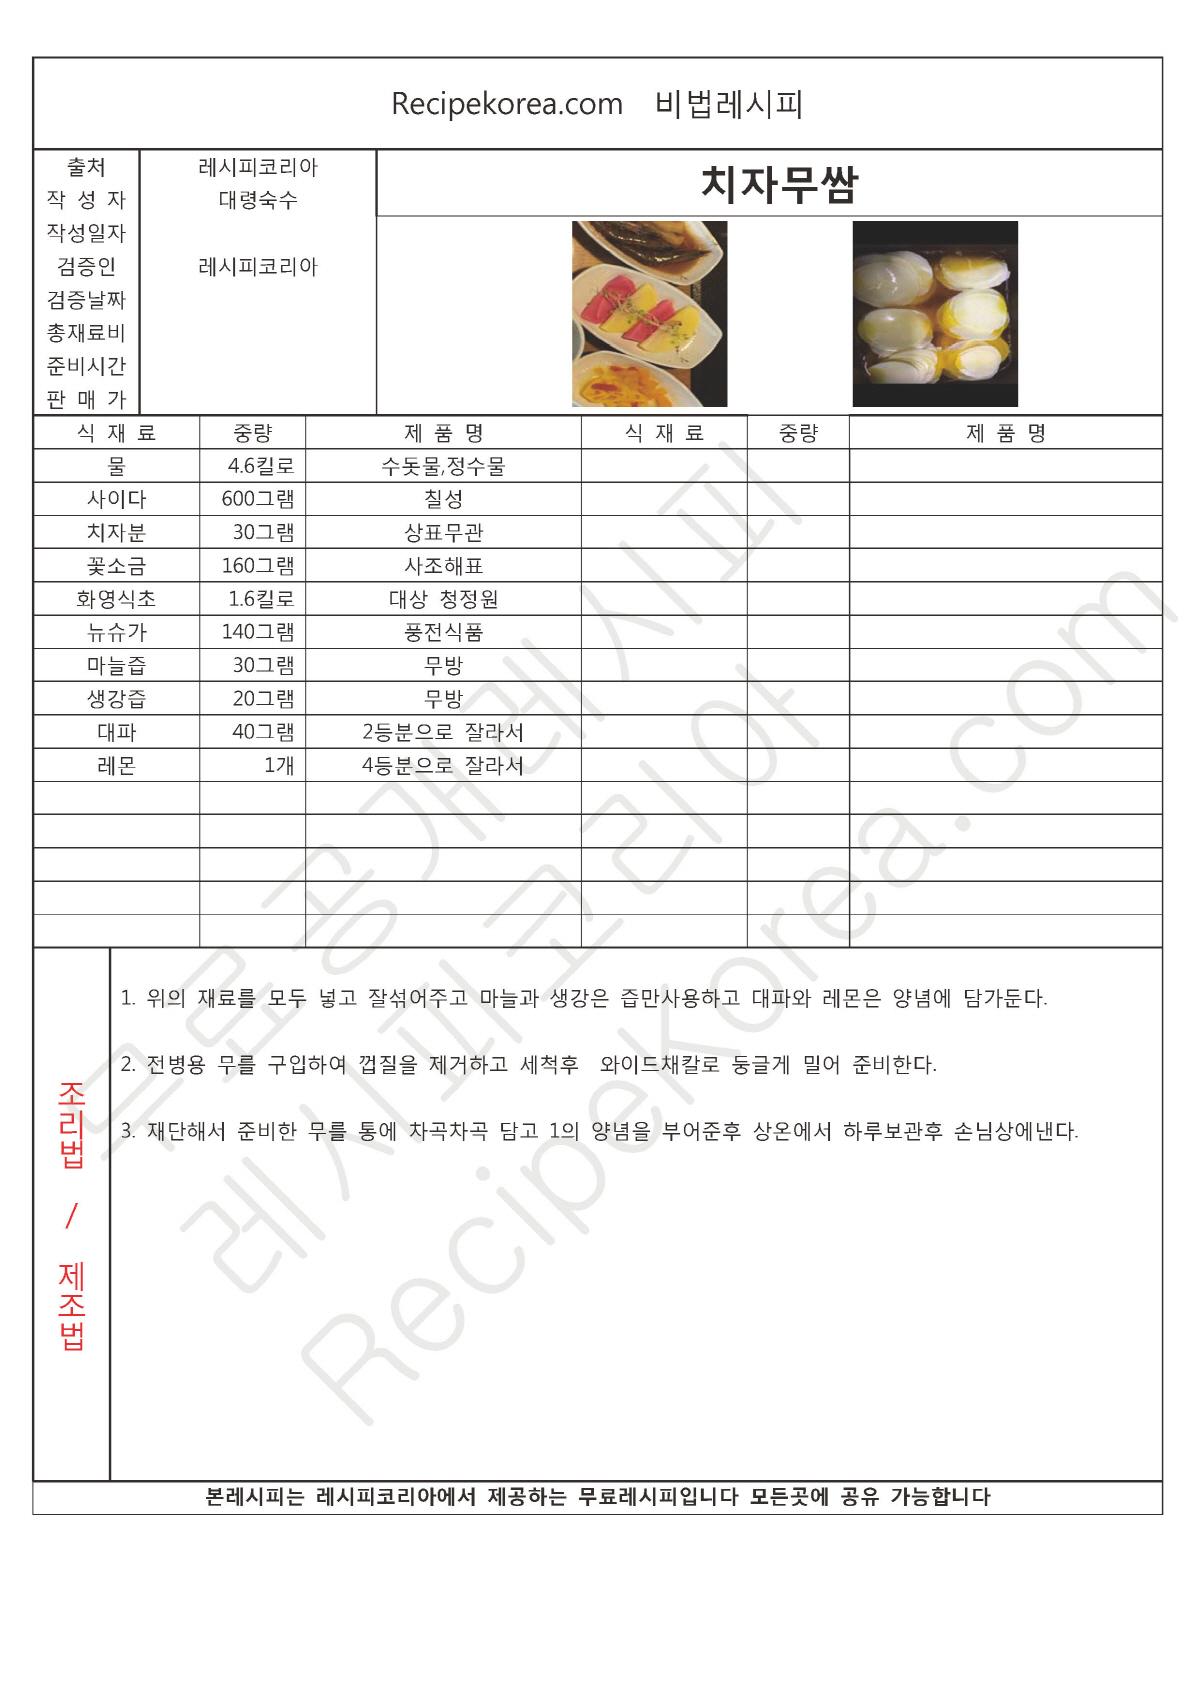 Recipekorea.com 비법레시피
출처 레시피코리아 치자무쌈
작 성 자 대령숙수
작성일자
검증인 레시피코리아
검증날짜
총재료비
준비시간
판 매 가
식 재 료 중량 제 품 명 식 재 료 중량 제 품 명
물 4.6킬로 수돗물,정수물
사이다 600그램 칠성
치자분 30그램 상표무관
꽃소금 160그램 사조해표
화영식초 1.6킬로 대상 청정원
뉴슈가 140그램 풍전식품
마늘즙 30그램 무방
생강즙 20그램 무방
대파 40그램 2등분으로 잘라서
레몬 1개 4등분으로 잘라서
조리법 / 제조법
1. 위의 재료를 모두 넣고 잘섞어주고 마늘과 생강은 즙만사용하고 대파와 레몬은 양념에 담가둔다.
2. 전병용 무를 구입하여 껍질을 제거하고 세척후 와이드채칼로 둥글게 밀어 준비한다.
3. 재단해서 준비한 무를 통에 차곡차곡 담고 1의 양념을 부어준후 상온에서 하루보관후 손님상에낸다.
무료공개레시피
레시피코리아
Recipekorea.com
본레시피는 레시피코리아에서 제공하는 무료레시피입니다 모든곳에 공유 가능합니다